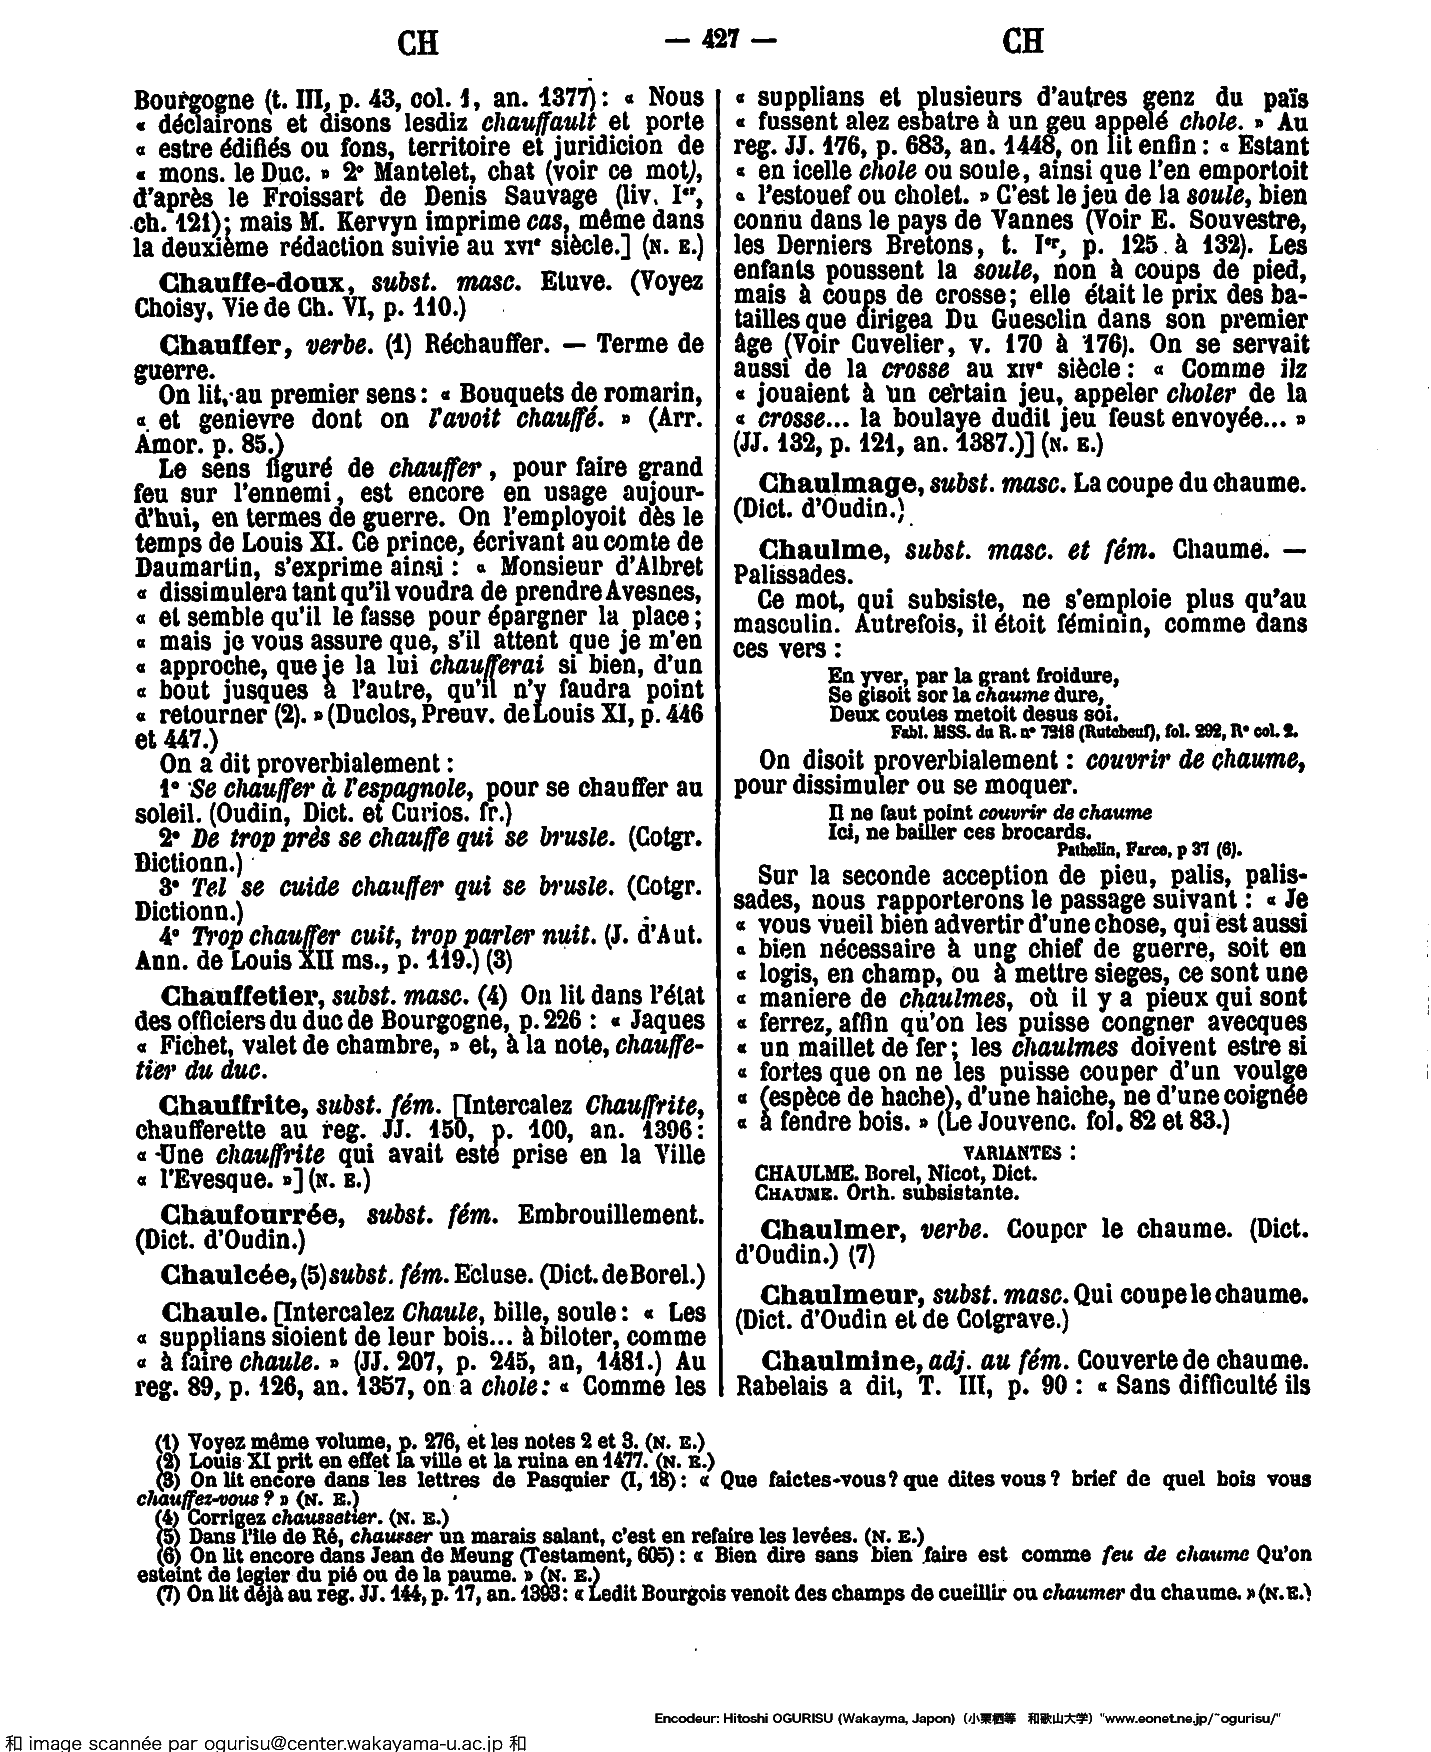 CH
— 427 —
CH
Bourgogne (t. III, p. 43, col. 1, an. 1377) : « Nous
« déclairons et disons lesdiz chauffault et porte
« estre édifiés ou fons, territoire et juridicion de
« mons. le Duc. » 2° Mantelet, chat (voir ce mot),
d'après le Froissart de Denis Sauvage (liv. Ier,
ch. 121); mais M. Kervyn imprime cas, même dans
la deuxième rédaction suivie au XVIe siècle.] (N. E.)
Chauffe-doux, subst. masc. Etuve. (Voyez
Choisy, Vie de Ch. VI, p. 110.)
Chauffer, verbe. (1) Réchauffer. — Terme de
guerre.
On lit, au premier sens : « Bouquets de romarin,
« et genievre dont on l'avoit chauffé. » (Arr.
Amor. p. 85.)
Le sens figuré de chauffer, pour faire grand
feu sur l'ennemi, est encore en usage aujour-
d'hui, en termes de guerre. On l'employoit dès le
temps de Louis XI. Ce prince, écrivant au comte de
Daumartin, s'exprime ainsi : « Monsieur d'Albret
« dissimulera tant qu'il voudra de prendre Avesnes,
« et semble qu'il le fasse pour épargner la place ;
« mais je vous assure que, s'il attent que je m'en
« approche, que je la lui chaufferai si bien, d'un
« bout jusques à l'autre, qu'il n'y faudra point
« retourner (2). » (Duclos, Preuv. de Louis XI, p. 446
et 447.)
On a dit proverbialement :
1° Se chauffer à l'espagnole, pour se chauffer au
soleil. (Oudin, Dict. et Curios. fr.)
2° De trop près se chauffe qui se brusle. (Cotgr.
Dictionn.)
3° Tel se cuide chauffer qui se brusle. (Cotgr.
Dictionn.)
4° Trop chauffer cuit, trop parler nuit. (J. d'Aut.
Ann. de Louis XII ms., p. 119.) (3)
Chauffetier, subst. masc. (4) On lit dans l'état
des officiers du duc de Bourgogne, p. 226 : « Jaques
« Fichet, valet de chambre, » et, à la note, chauffe-
tier du duc.
Chauffrite, subst. fém. [Intercalez Chauffrite,
chaufferette au reg. JJ. 150, p. 100, an. 1396 :
« Une chauffrite qui avait esté prise en la Ville
« l'Evesque. »] (N. E.)
Chaufourrée, subst. fém. Embrouillement.
(Dict. d'Oudin.)
Chaulcée, (5) subst. fém. Ecluse. (Dict. de Borel.)
Chaule. [Intercalez Chaule, bille, soule : « Les
« supplians sioient de leur bois... à biloter, comme
« à faire chaule. » (JJ. 207, p. 245, an, 1481.) Au
reg. 89, p. 126, an. 1357, on a chole : « Comme les
« supplians et plusieurs d'autres genz du païs
« fussent alez esbatre à un geu appelé chole. » Au
reg. JJ. 176, p. 683, an. 1448, on lit enfin : « Estant
« en icelle chole ou soule, ainsi que l'en emportoit
« l'estouef ou cholet. » C'est le jeu de la soule, bien
connu dans le pays de Vannes (Voir E. Souvestre,
les Derniers Bretons, t. Ier, p. 125 à 132). Les
enfants poussent la soule, non à coups de pied,
mais à coups de crosse ; elle était le prix des ba-
tailles que dirigea Du Guesclin dans son premier
âge (Voir Cuvelier, v. 170 à 176). On se servait
aussi de la crosse au XIVe siècle : « Comme ilz
« jouaient à un certain jeu, appeler choler de la
« crosse... la boulaye dudit jeu feust envoyée... »
(JJ. 132, p. 121, an. 1387.)] (N. E.)
Chaulmage, subst. masc. La coupe du chaume.
(Dict. d'Oudin.)
Chaulme, subst. masc. et fém. Chaume. —
Palissades.
Ce mot, qui subsiste, ne s'emploie plus qu'au
masculin. Autrefois, il étoit féminin, comme dans
ces vers :
En yver, par la grant froidure,
Se gisoit sor la chaume dure,
Deux coutes metoit desus soi.
Fabl. MSS. du R. n° 7218 (Rutebeuf), fol. 292, R° col. 2.
On disoit proverbialement : couvrir de chaume,
pour dissimuler ou se moquer.
Il ne faut point couvrir de chaume
Ici, ne bailler ces brocards.
Pathelin, Farce, p 37 (6).
Sur la seconde acception de pieu, palis, palis-
sades, nous rapporterons le passage suivant : « Je
« vous vueil bien advertir d'une chose, qui est aussi
« bien nécessaire à ung chief de guerre, soit en
« logis, en champ, ou à mettre sieges, ce sont une
« maniere de chaulmes, où il y a pieux qui sont
« ferrez, affin qu'on les puisse congner avecques
« un maillet de fer ; les chaulmes doivent estre si
« fortes que on ne les puisse couper d'un voulge
« (espèce de hache), d'une haiche, ne d'une coignée
« à fendre bois. » (Le Jouvenc. fol. 82 et 83.)
VARIANTES :
CHAULME. Borel, Nicot, Dict.
CHAUME. Orth. subsistante.
Chaulmer, verbe. Couper le chaume. (Dict.
d'Oudin.) (7)
Chaulmeur, subst. masc. Qui coupe le chaume.
(Dict. d'Oudin et de Cotgrave.)
Chaulmine, adj. au fém. Couverte de chaume.
Rabelais a dit, T. III, p. 90 : « Sans difficulté ils
(1) Voyez même volume, p. 276, et les notes 2 et 3. (N. E.)
(2) Louis XI prit en effet la ville et la ruina en 1477. (N. E.)
(3) On lit encore dans les lettres de Pasquier (I, 18) : « Que faictes-vous ? que dites vous ? brief de quel bois vous
chauffez-vous ? » (N. E.)
(4) Corrigez chaussetier. (N. E.)
(5) Dans l'île de Ré, chausser un marais salant, c'est en refaire les levées. (N. E.)
(6) On lit encore dans Jean de Meung (Testament, 605) : « Bien dire sans bien faire est comme feu de chaume Qu'on
esteint de legier du pié ou de la paume. » (N. E.)
(7) On lit déjà au reg. JJ. 144, p. 17, an. 1393 : « Ledit Bourgois venoit des champs de cueillir ou chaumer du chaume. » (N. E.)
Encodeur: Hitoshi OGURISU (Wakayma, Japon) (小栗栖等 和歌山大学) "www.eonet.ne.jp/~ogurisu/"
和 image scannée par ogurisu@center.wakayama-u.ac.jp 和